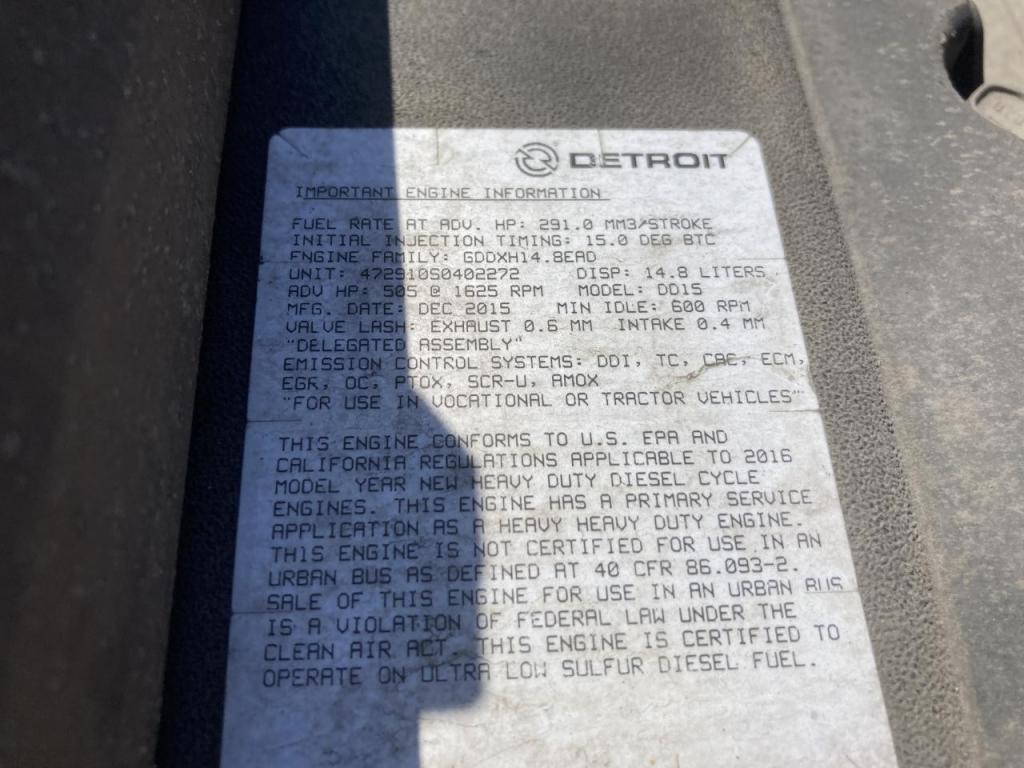 DETROIT
IMPORTANT ENGINE INFORMATION
FUEL RATE AT ADV. HP: 291.0 MM3/STROKE
INITIAL INJECTION TIMING: 15.0 DEG BTC
ENGINE FAMILY: GDDXH14.8EAD
UNIT: 472910S0402272 DISP: 14.8 LITERS
ADV HP: 505 @ 1625 RPM MODEL: DD15
MFG. DATE: DEC 2015 MIN IDLE: 600 RPM
VALVE LASH: EXHAUST 0.6 MM INTAKE 0.4 MM
"DELEGATED ASSEMBLY"
EMISSION CONTROL SYSTEMS: DDI, TC, CAC, ECM,
EGR, OC, PTOX, SCR-U, AMOX
"FOR USE IN VOCATIONAL OR TRACTOR VEHICLES"
THIS ENGINE CONFORMS TO U.S. EPA AND
CALIFORNIA REGULATIONS APPLICABLE TO 2016
MODEL YEAR NEW HEAVY DUTY DIESEL CYCLE
ENGINES. THIS ENGINE HAS A PRIMARY SERVICE
APPLICATION AS A HEAVY HEAVY DUTY ENGINE.
THIS ENGINE IS NOT CERTIFIED FOR USE IN AN
URBAN BUS AS DEFINED AT 40 CFR 86.093-2.
SALE OF THIS ENGINE FOR USE IN AN URBAN BUS
IS A VIOLATION OF FEDERAL LAW UNDER THE
CLEAN AIR ACT. THIS ENGINE IS CERTIFIED TO
OPERATE ON ULTRA LOW SULFUR DIESEL FUEL.